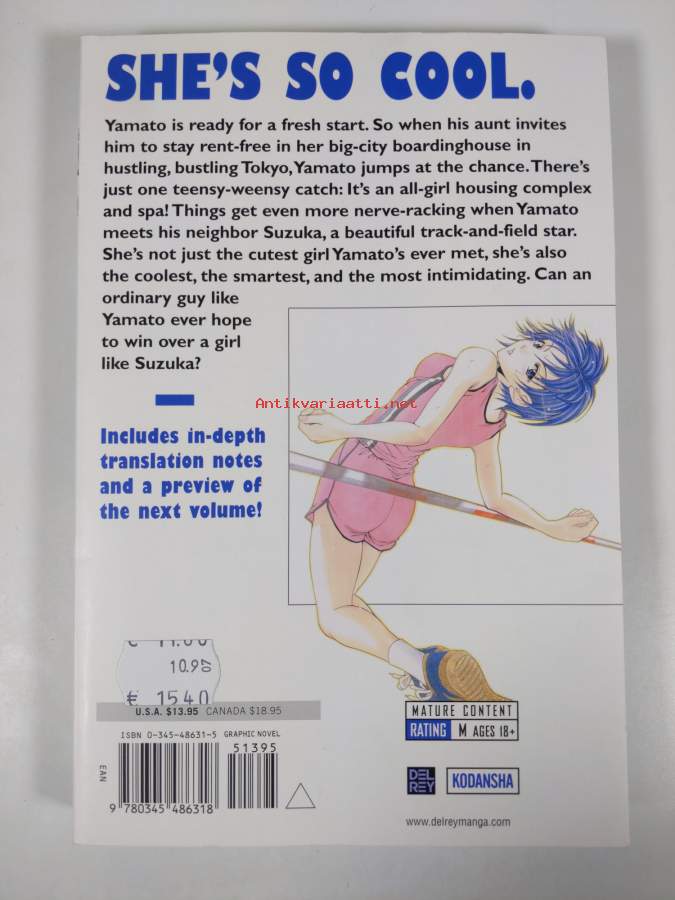 SHE'S SO COOL.
Yamato is ready for a fresh start. So when his aunt invites
him to stay rent-free in her big-city boardinghouse in
hustling, bustling Tokyo, Yamato jumps at the chance. There's
just one teensy-weensy catch: It's an all-girl housing complex
and spa! Things get even more nerve-racking when Yamato
meets his neighbor Suzuka, a beautiful track-and-field star.
She's not just the cutest girl Yamato's ever met, she's also
the coolest, the smartest, and the most intimidating. Can an
ordinary guy like
Yamato ever hope
to win over a girl
like Suzuka?
Antikvariaatti.net
Includes in-depth
translation notes
and a preview of
the next volume!
10.9 07
€ 15.40
U.S.A. $13.95 CANADA $18.95
ISBN 0-345-48631-5 GRAPHIC NOVEL
51395
EAN
9 780345 486318
MATURE CONTENT
RATING M AGES 18+
DEL REY
KODANSHA
www.delreymanga.com